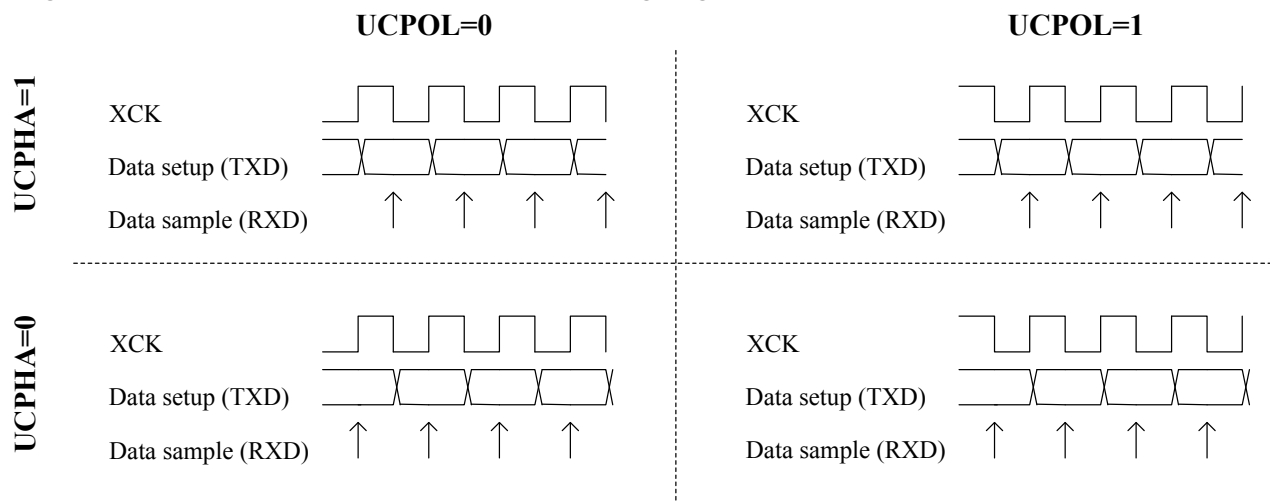 UCPOL=0
UCPOL=1
UCPHA=1
XCK
Data setup (TXD)
Data sample (RXD)
XCK
Data setup (TXD)
Data sample (RXD)
UCPHA=0
XCK
Data setup (TXD)
Data sample (RXD)
XCK
Data setup (TXD)
Data sample (RXD)